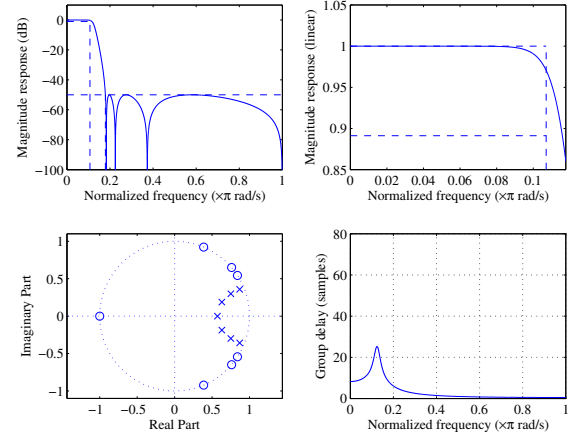 0
−20
−40
−60
−80
−100
0 0.2 0.4 0.6 0.8 1
Magnitude response (dB)
Normalized frequency (×π rad/s)
1.05
1
0.95
0.9
0.85
0 0.02 0.04 0.06 0.08 0.1
Magnitude response (linear)
Normalized frequency (×π rad/s)
1
0.5
0
−0.5
−1
−1 0 0.5 1
Imaginary Part
Real Part
80
60
40
20
0
0 0.2 0.4 0.6 0.8 1
Group delay (samples)
Normalized frequency (×π rad/s)